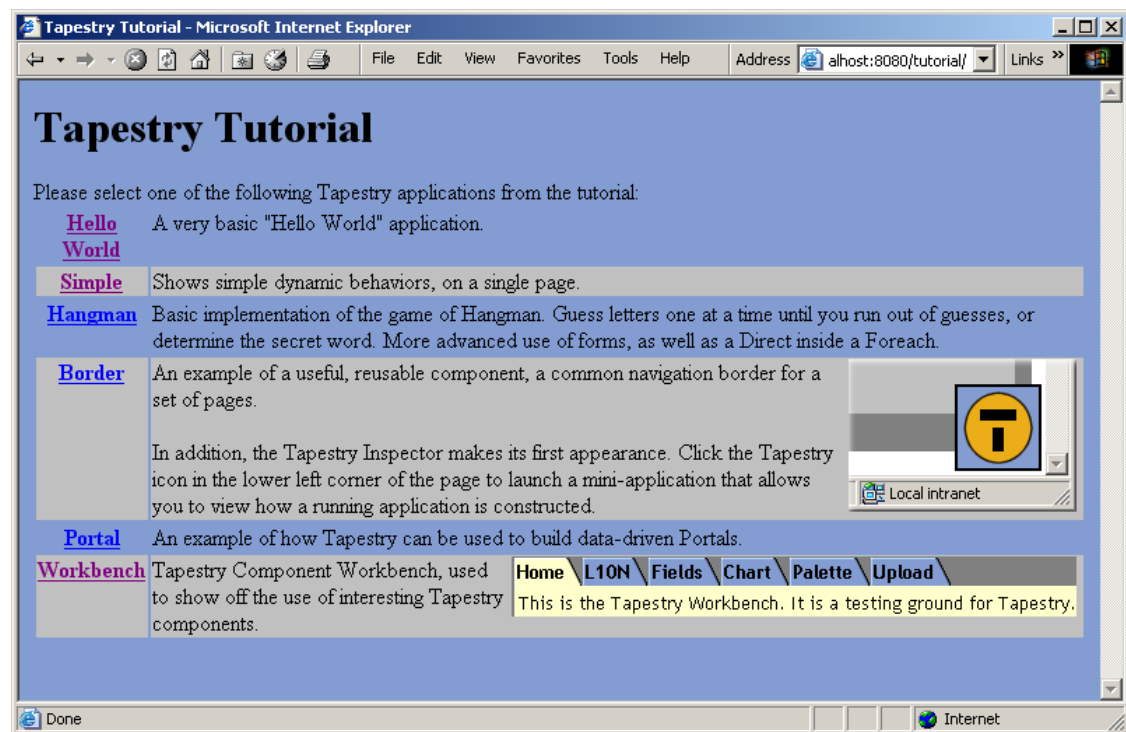 Tapestry Tutorial - Microsoft Internet Explorer
File Edit View Favorites Tools Help Address alhost:8080/tutorial/ Links »
Tapestry Tutorial
Please select one of the following Tapestry applications from the tutorial:
Hello World
A very basic "Hello World" application.
Simple
Shows simple dynamic behaviors, on a single page.
Hangman
Basic implementation of the game of Hangman. Guess letters one at a time until you run out of guesses, or
determine the secret word. More advanced use of forms, as well as a Direct inside a Foreach.
Border
An example of a useful, reusable component, a common navigation border for a
set of pages.
In addition, the Tapestry Inspector makes its first appearance. Click the Tapestry
icon in the lower left corner of the page to launch a mini-application that allows
you to view how a running application is constructed.
Local intranet
Portal
An example of how Tapestry can be used to build data-driven Portals.
Workbench
Tapestry Component Workbench, used
to show off the use of interesting Tapestry
components.
Home L10N Fields Chart Palette Upload
This is the Tapestry Workbench. It is a testing ground for Tapestry.
Done
Internet